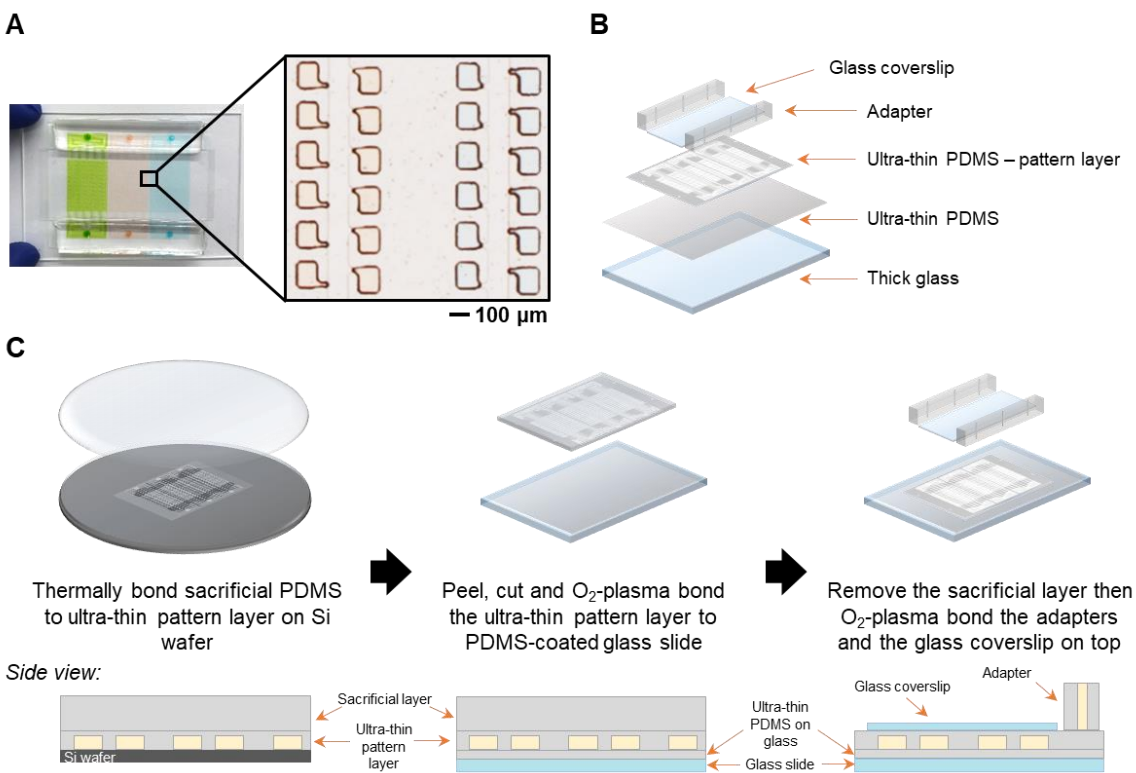 A
B
100 µm
Glass coverslip
Adapter
Ultra-thin PDMS – pattern layer
Ultra-thin PDMS
Thick glass
C
Thermally bond sacrificial PDMS
to ultra-thin pattern layer on Si
wafer
Peel, cut and O₂-plasma bond
the ultra-thin pattern layer to
PDMS-coated glass slide
Remove the sacrificial layer then
O₂-plasma bond the adapters
and the glass coverslip on top
Side view:
Si wafer
Sacrificial layer
Ultra-thin
pattern
layer
Ultra-thin
PDMS on
glass
Glass slide
Glass coverslip
Adapter